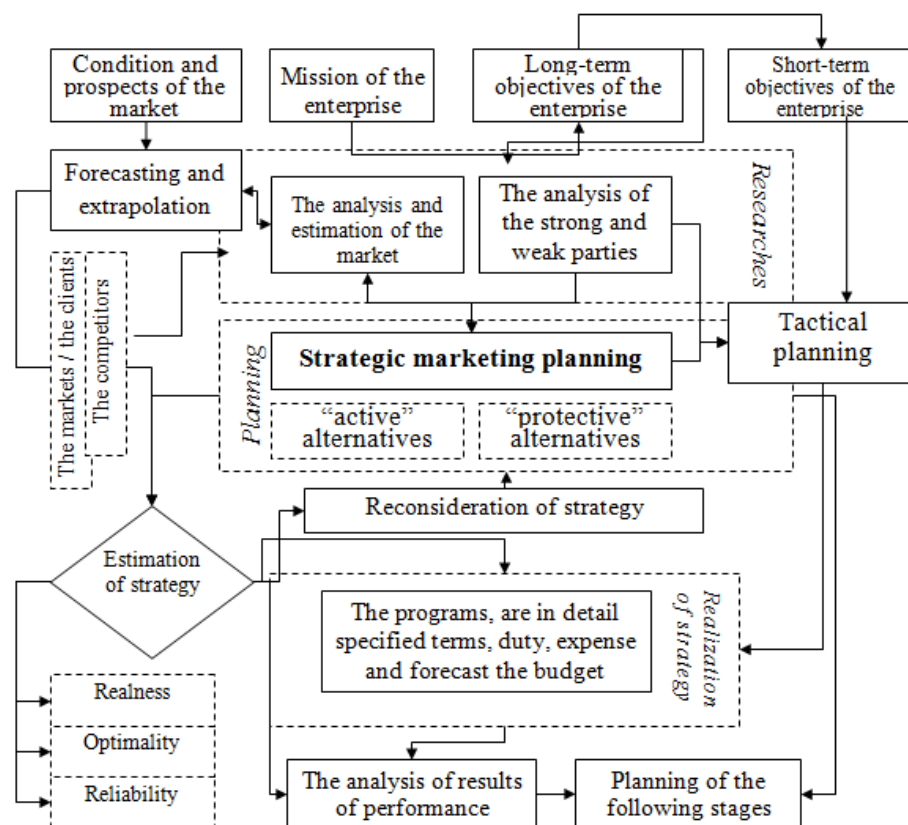 Condition and
prospects of the
market
Mission of the
enterprise
Long-term
objectives of the
enterprise
Short-term
objectives of the
enterprise
Forecasting and
extrapolation
The analysis and
estimation of the
market
The analysis of
the strong and
weak parties
Researches
The markets / the clients
The competitors
Planning
Strategic marketing planning
Tactical
planning
“active”
alternatives
“protective”
alternatives
Reconsideration of strategy
Estimation
of strategy
The programs, are in detail
specified terms, duty, expense
and forecast the budget
Realization
of strategy
Realness
Optimality
Reliability
The analysis of results
of performance
Planning of the
following stages